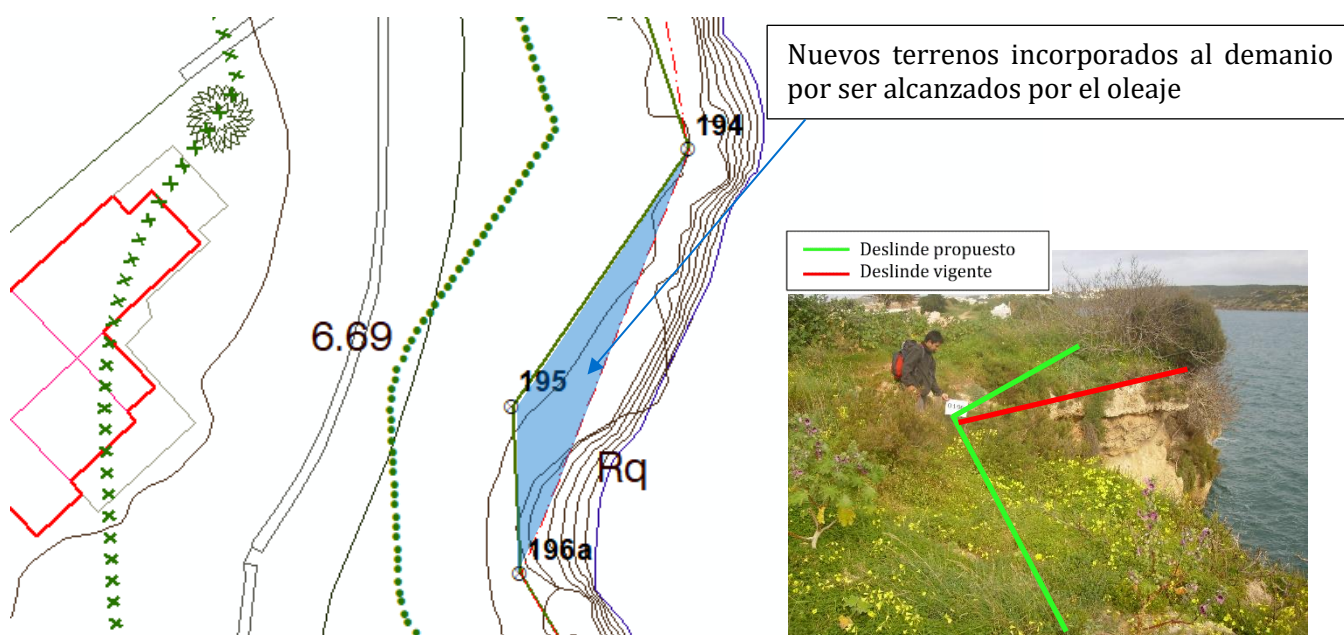 Nuevos terrenos incorporados al demanio
por ser alcanzados por el oleaje
194
Deslinde propuesto
Deslinde vigente
6.69
195
Rq
196a